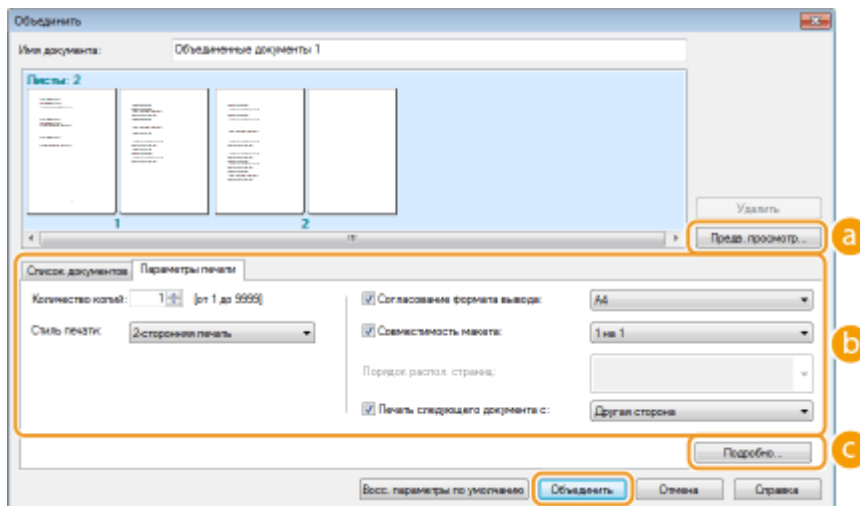 Объединить
Имя документа: Объединенные документы 1
Листы: 2
1 2
Удалить
Предв. просмотр...
a
Список документов Параметры печати
Количество копий: 1 [от 1 до 9999] Согласование формата вывода: A4
Стиль печати: 2-сторонняя печать Совместимость макета: 1 на 1
b
Порядок распол. страниц:
Печать следующего документа с: Другая сторона
Подробно...
c
Восс. параметры по умолчанию Объединить Отмена Справка